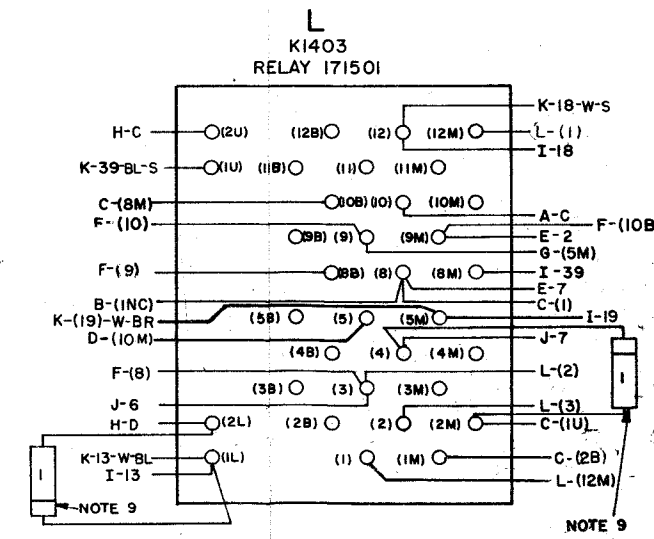 L
K1403
RELAY 171501
K-18-W-S
H-C (2U) (12B) (12) (12M) L-(1)
I-18
K-39-BL-S (1U) (11B) (11) (11M)
C-(8M) (10B) (10) (10M)
A-C
F-(10) F-(10B
(9B) (9) (9M) E-2
G-(5M)
F-(9) (8B) (8) (8M) I-39
E-7
B-(1NC) C-(1)
K-(19)-W-BR (5B) (5) (5M) I-19
D-(10M) J-7
(4B) (4) (4M)
F-(8) L-(2)
(3B) (3) (3M) 1
J-6 L-(3)
H-D (2L) (2B) (2) (2M) C-(1U)
K-13-W-BL (1L) (1) (1M) C-(2B)
1 I-13
L-(12M)
NOTE 9
NOTE 9